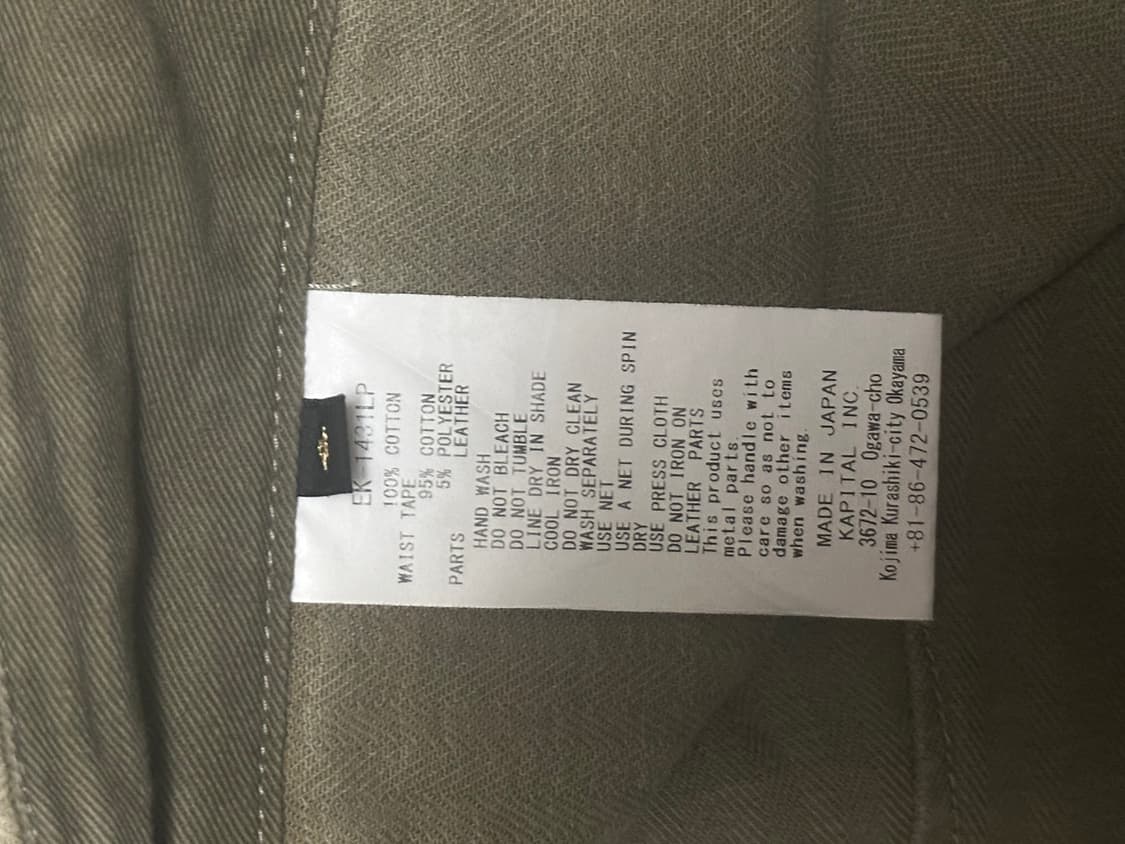 EK-1431LP
100% COTTON
WAIST TAPE
95% COTTON
5% POLYESTER
PARTS LEATHER
HAND WASH
DO NOT BLEACH
DO NOT TUMBLE
LINE DRY IN SHADE
COOL IRON
DO NOT DRY CLEAN
WASH SEPARATELY
USE NET
USE A NET DURING SPIN
DRY
USE PRESS CLOTH
DO NOT IRON ON
LEATHER PARTS
This product uses
metal parts.
Please handle with
care so as not to
damage other items
when washing.
MADE IN JAPAN
KAPITAL INC.
3672-10 Ogawa-cho
Kojima Kurashiki-city Okayama
+81-86-472-0539